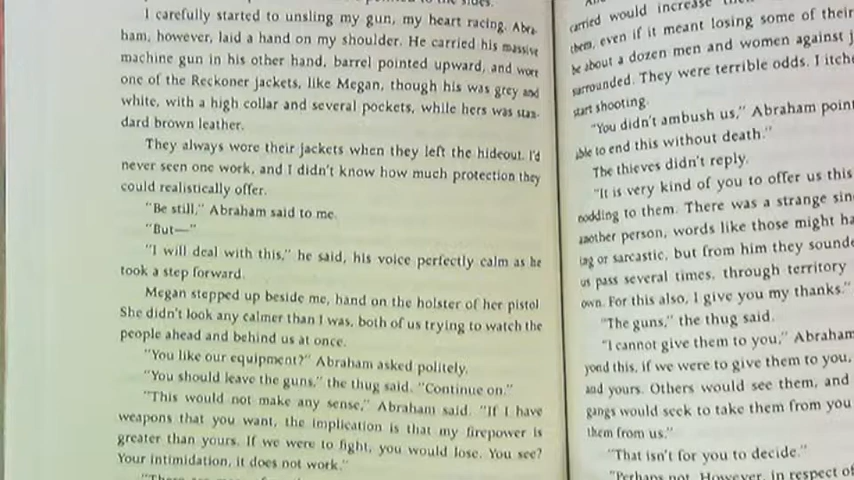 I carefully started to unsling my gun, my heart racing. Abra-
ham, however, laid a hand on my shoulder. He carried his massive
machine gun in his other hand, barrel pointed upward, and wore
one of the Reckoner jackets, like Megan, though his was grey and
white, with a high collar and several pockets, while hers was stan-
dard brown leather.
They always wore their jackets when they left the hideout. I'd
never seen one work, and I didn't know how much protection they
could realistically offer.
"Be still," Abraham said to me.
"But—"
"I will deal with this," he said, his voice perfectly calm as he
took a step forward.
Megan stepped up beside me, hand on the holster of her pistol.
She didn't look any calmer than I was, both of us trying to watch the
people ahead and behind us at once.
"You like our equipment?" Abraham asked politely.
"You should leave the guns," the thug said. "Continue on."
"This would not make any sense," Abraham said. "If I have
weapons that you want, the implication is that my firepower is
greater than yours. If we were to fight, you would lose. You see?
Your intimidation, it does not work."
carried would increase
them, even if it meant losing some of their
be about a dozen men and women against
surrounded. They were terrible odds. I
start shooting.
"You didn't ambush us," Abraham
able to end this without death."
The thieves didn't reply.
"It is very kind of you to offer us this
nodding to them. There was a strange
another person, words like those might
ing or sarcastic, but from him they
us pass several times, through territory
own. For this also, I give you my thanks."
"The guns," the thug said.
"I cannot give them to you," Abraham
yond this, if we were to give them to you,
and yours. Others would see them, and
gangs would seek to take them from you
them from us."
"That isn't for you to decide."
"Perhaps not. However, in respect of